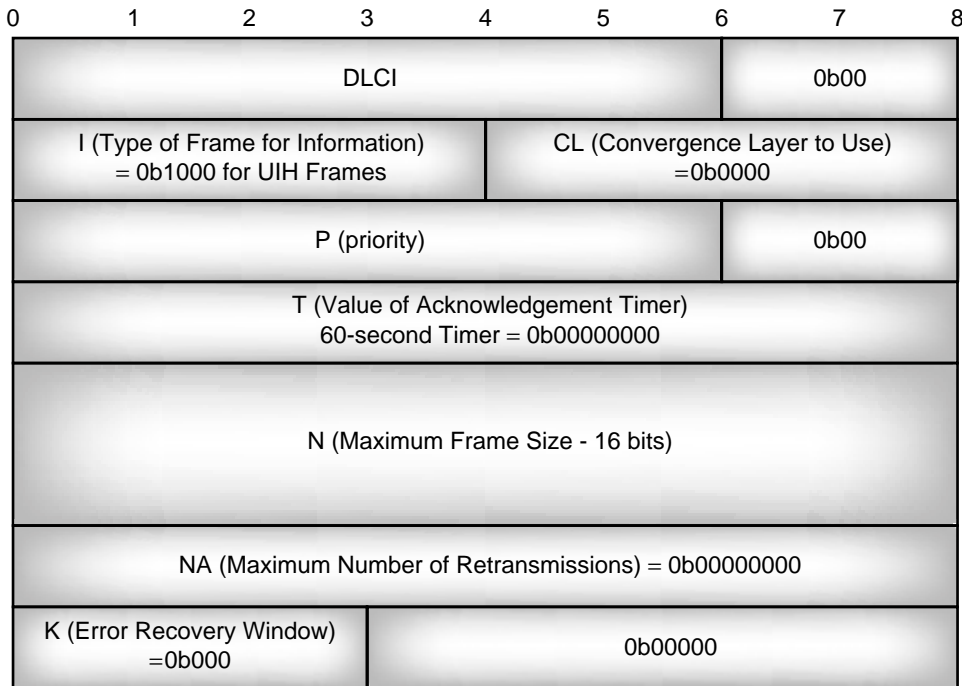 0 1 2 3 4 5 6 7 8
DLCI 0b00
I (Type of Frame for Information) CL (Convergence Layer to Use)
= 0b1000 for UIH Frames =0b0000
P (priority) 0b00
T (Value of Acknowledgement Timer)
60-second Timer = 0b00000000
N (Maximum Frame Size - 16 bits)
NA (Maximum Number of Retransmissions) = 0b00000000
K (Error Recovery Window)
=0b000
0b00000